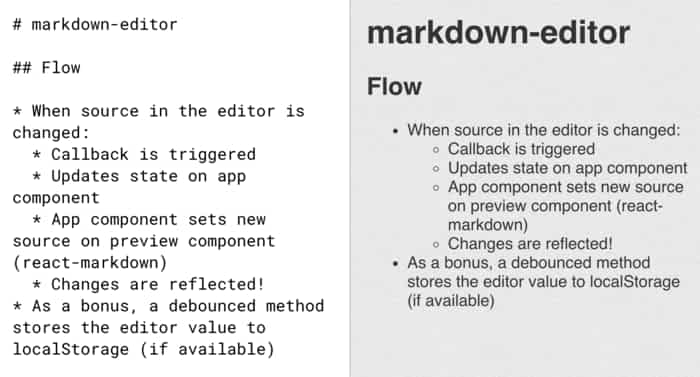 # markdown-editor
## Flow
* When source in the editor is
changed:
  * Callback is triggered
  * Updates state on app
component
  * App component sets new
source on preview component
(react-markdown)
  * Changes are reflected!
* As a bonus, a debounced method
stores the editor value to
localStorage (if available)
markdown-editor
Flow
• When source in the editor is changed:
◦ Callback is triggered
◦ Updates state on app component
◦ App component sets new source
on preview component (react-
markdown)
◦ Changes are reflected!
• As a bonus, a debounced method
stores the editor value to localStorage
(if available)